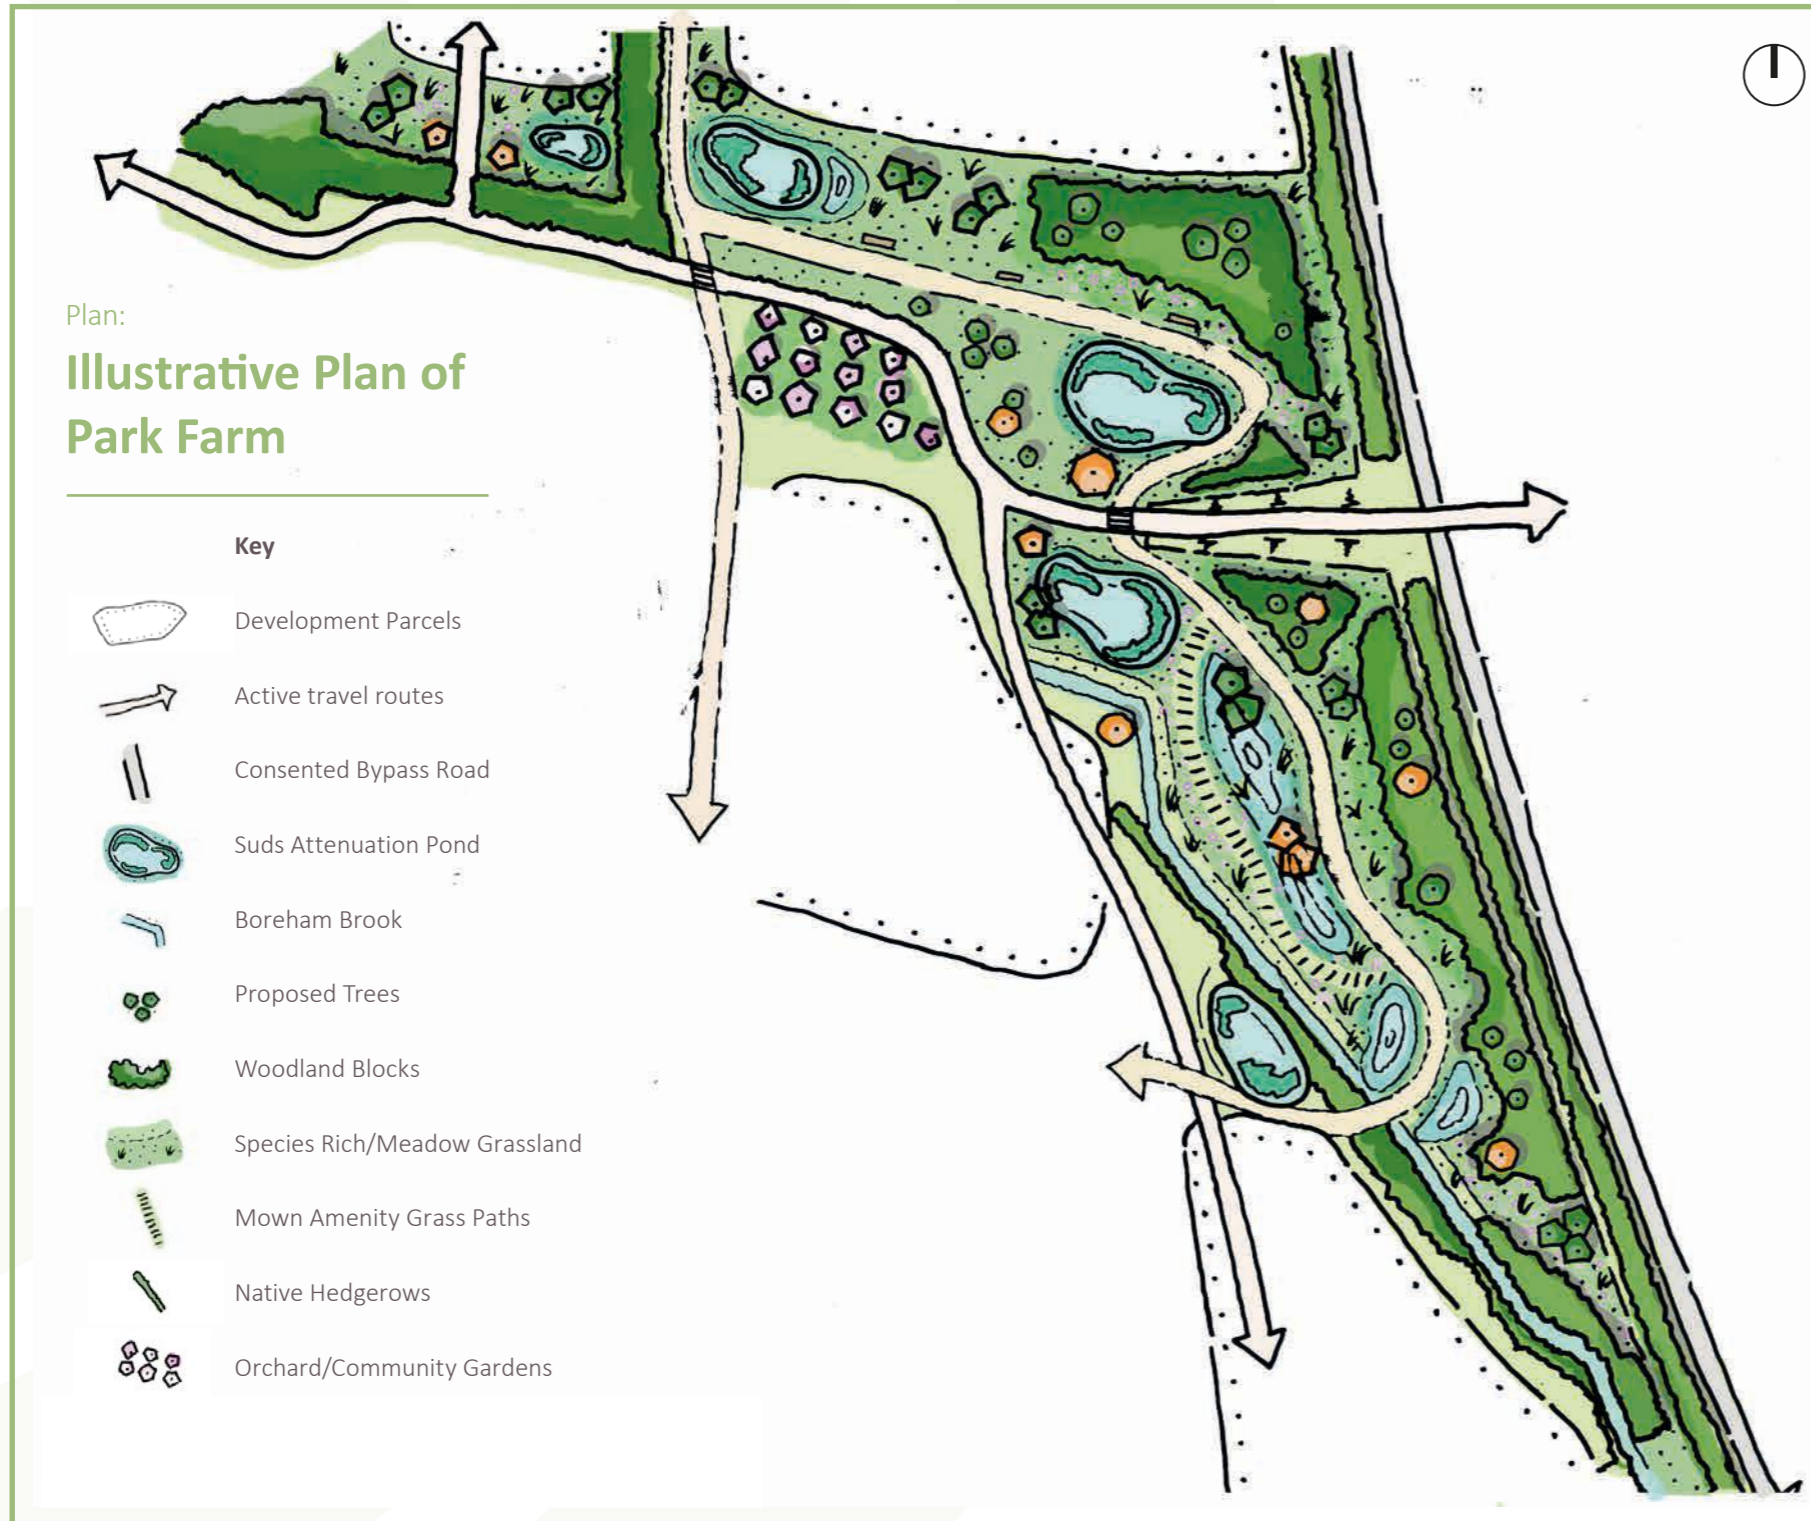 Plan:
Illustrative Plan of
Park Farm
Key
Development Parcels
Active travel routes
Consented Bypass Road
Suds Attenuation Pond
Boreham Brook
Proposed Trees
Woodland Blocks
Species Rich/Meadow Grassland
Mown Amenity Grass Paths
Native Hedgerows
Orchard/Community Gardens